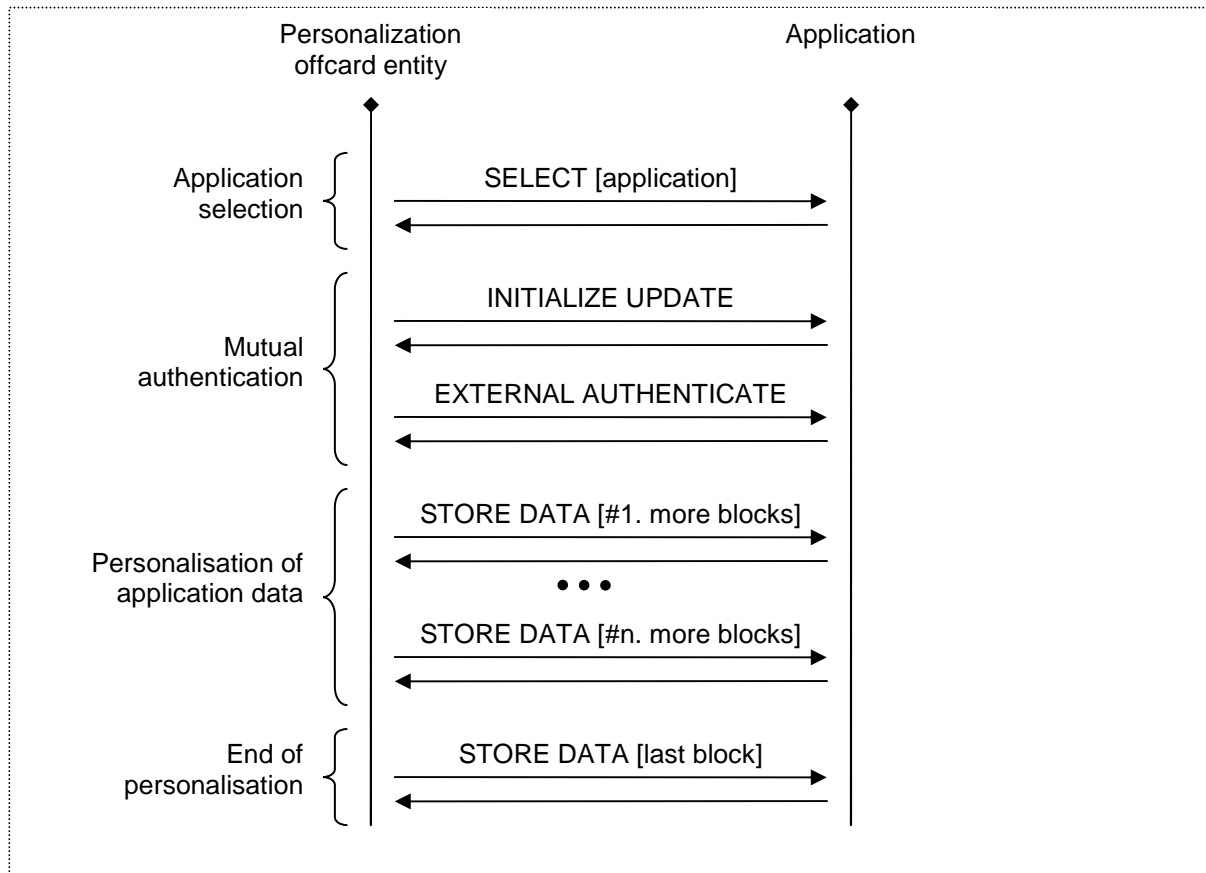 Personalization
offcard entity
Application
Application
selection
SELECT [application]
INITIALIZE UPDATE
Mutual
authentication
EXTERNAL AUTHENTICATE
STORE DATA [#1. more blocks]
Personalisation of
application data
STORE DATA [#n. more blocks]
End of
personalisation
STORE DATA [last block]